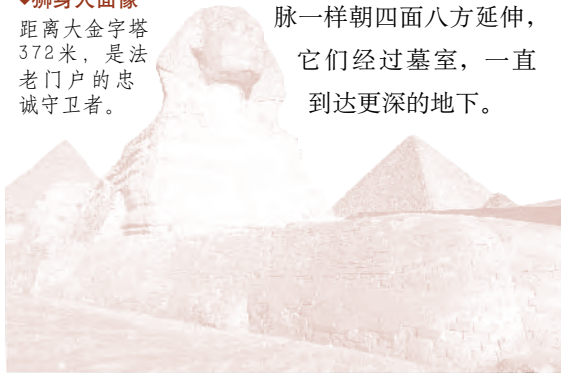 ◆狮身人面像
距离大金字塔
372米，是法
老门户的忠
诚守卫者。
脉一样朝四面八方延伸，
它们经过墓室，一直
到达更深的地下。